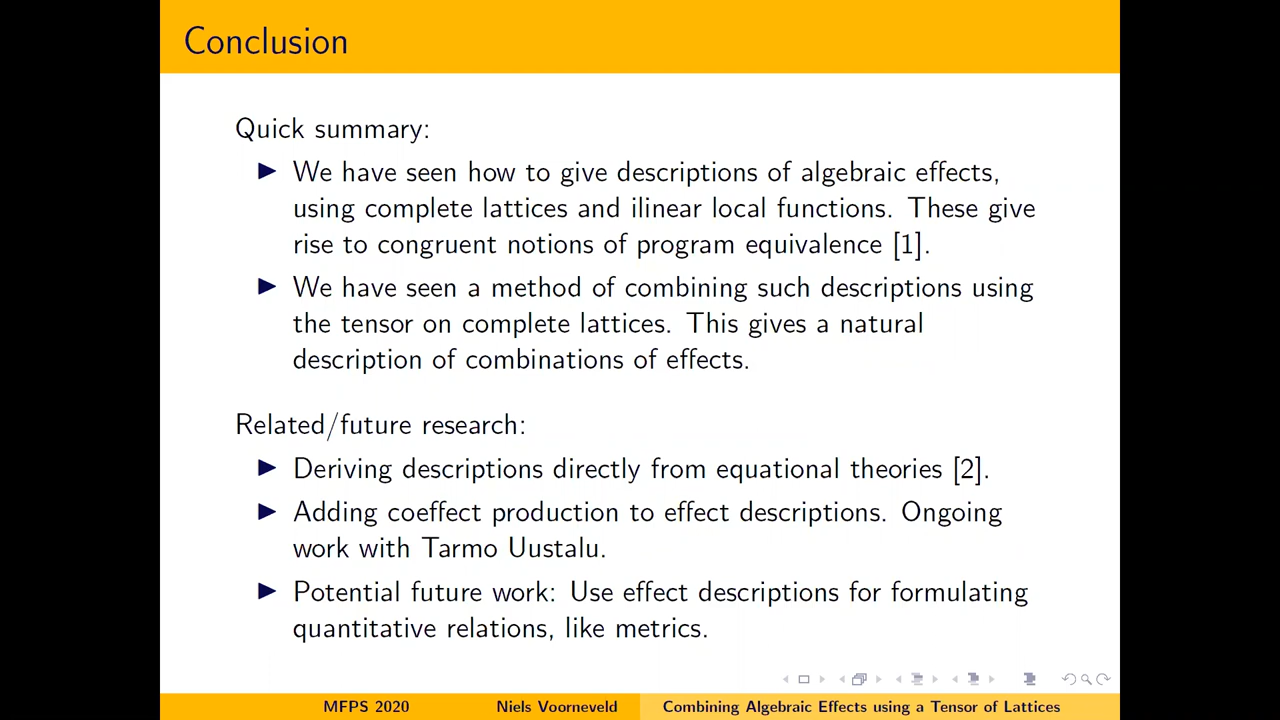 Conclusion
Quick summary:
We have seen how to give descriptions of algebraic effects,
using complete lattices and ilinear local functions. These give
rise to congruent notions of program equivalence [1].
We have seen a method of combining such descriptions using
the tensor on complete lattices. This gives a natural
description of combinations of effects.
Related/future research:
Deriving descriptions directly from equational theories [2].
Adding coeffect production to effect descriptions. Ongoing
work with Tarmo Uustalu.
Potential future work: Use effect descriptions for formulating
quantitative relations, like metrics.
MFPS 2020 Niels Voorneveld Combining Algebraic Effects using a Tensor of Lattices